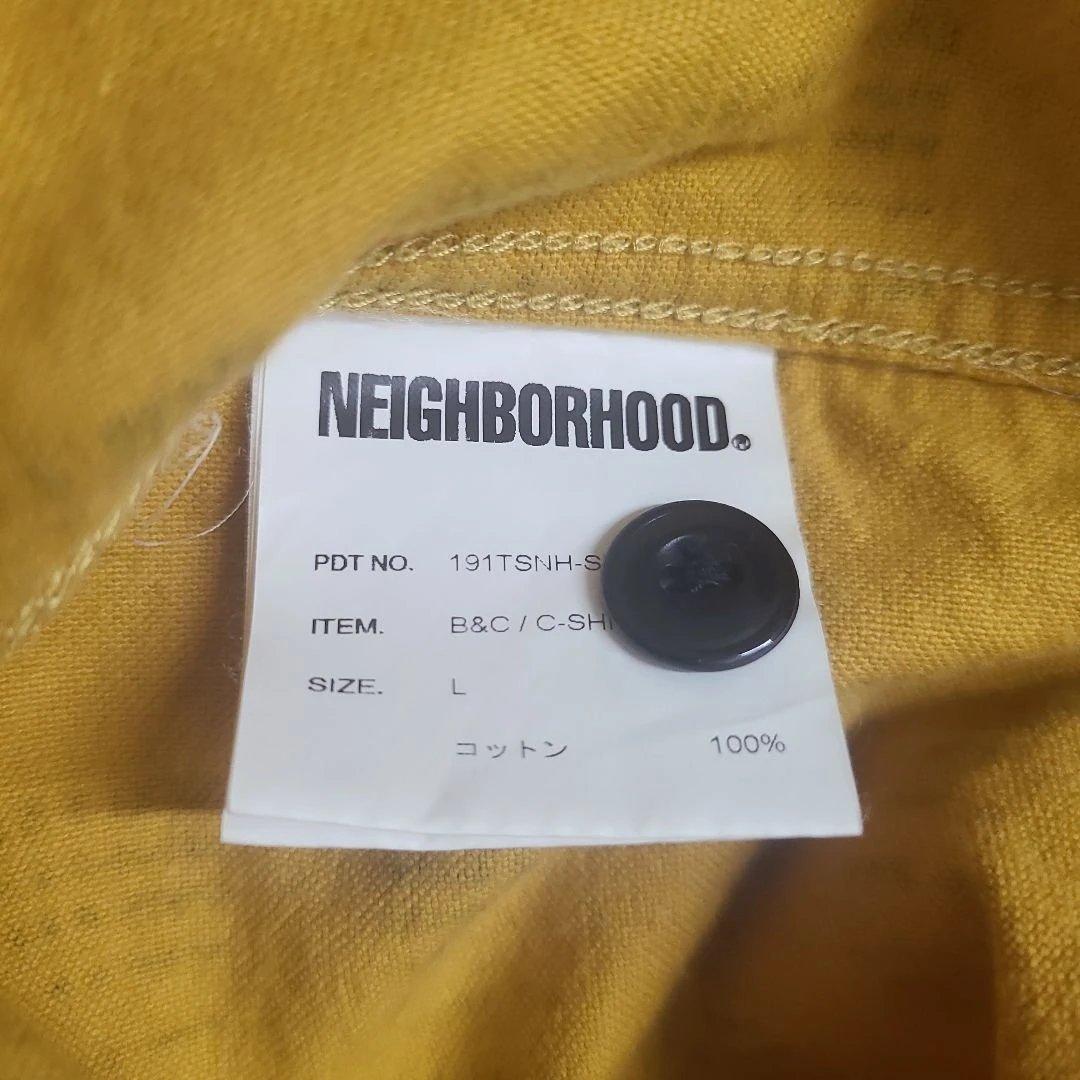 NEIGHBORHOOD®
PDT NO. 191TSNH-S
ITEM. B&C / C-SH
SIZE. L
コットン 100%